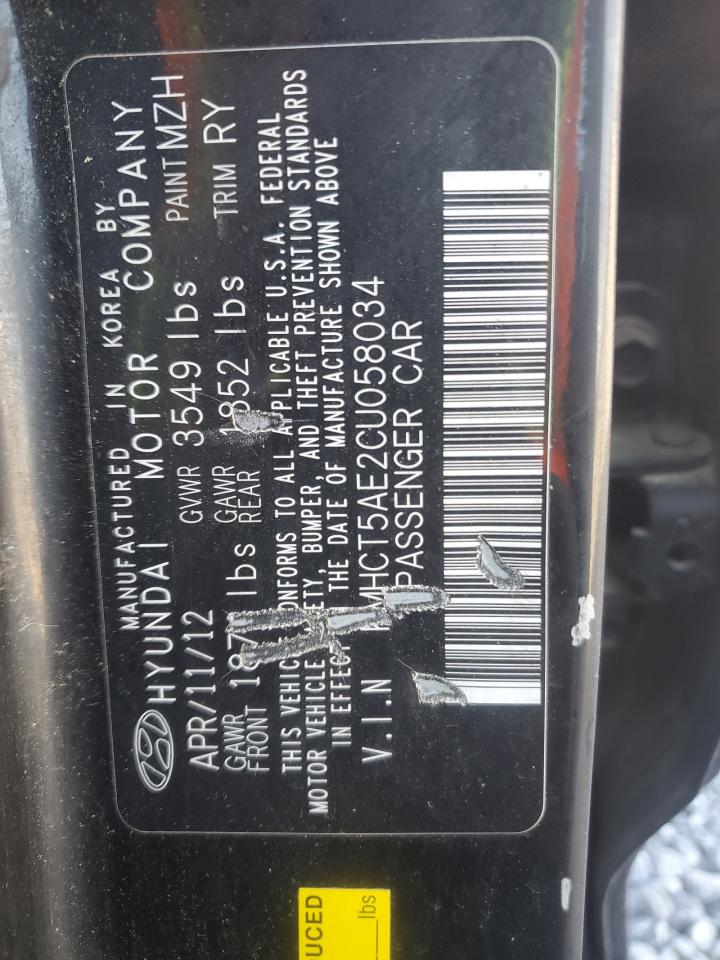 MANUFACTURED IN KOREA BY
HYUNDAI MOTOR COMPANY
APR/11/12 GVWR 3549 lbs PAINT MZH
GAWR FRONT lbs GAWR REAR 1852 lbs TRIM RY
THIS VEHICLE CONFORMS TO ALL APPLICABLE U.S.A. FEDERAL
MOTOR VEHICLE SAFETY, BUMPER, AND THEFT PREVENTION STANDARDS
IN EFFECT THE DATE OF MANUFACTURE SHOWN ABOVE
V.I.N MHCT5AE2CU058034
PASSENGER CAR
UCED
lbs